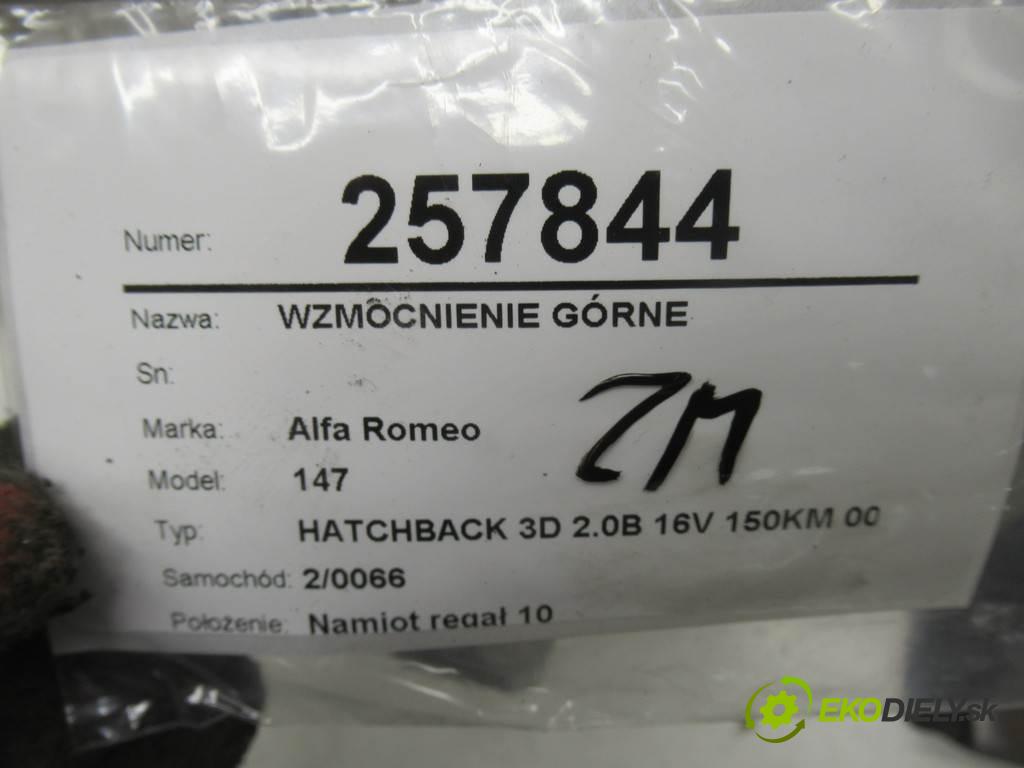 Numer: 257844
Nazwa: WZMOCNIENIE GÓRNE
Sn:
Marka: Alfa Romeo
ZM
Model: 147
Typ: HATCHBACK 3D 2.0B 16V 150KM 00
Samochód: 2/0066
Położenie: Namiot regał 10
EKODIELY.sk